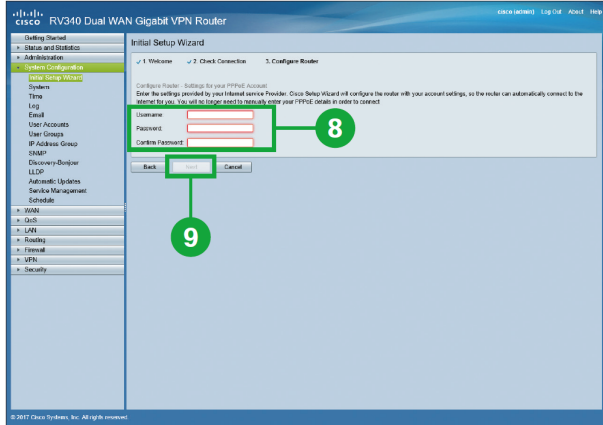 cisco RV340 Dual WAN Gigabit VPN Router
cisco (admin) Log Out About Help
Getting Started
Status and Statistics
Administration
System Configuration
Initial Setup Wizard
System
Time
Log
Email
User Accounts
User Groups
IP Address Group
SNMP
Discovery-Bonjour
LLDP
Automatic Updates
Service Management
Schedule
WAN
QoS
LAN
Routing
Firewall
VPN
Security
Initial Setup Wizard
1. Welcome 2. Check Connection 3. Configure Router
Configure Router - Settings for your PPPoE Account
Enter the settings provided by your Internet service Provider. Cisco Setup Wizard will configure the router with your account settings, so the router can automatically connect to the
Internet for you. You will no longer need to manually enter your PPPoE details in order to connect
Username:
Password:
Confirm Password:
8
Back Next Cancel
9
© 2017 Cisco Systems, Inc. All rights reserved.